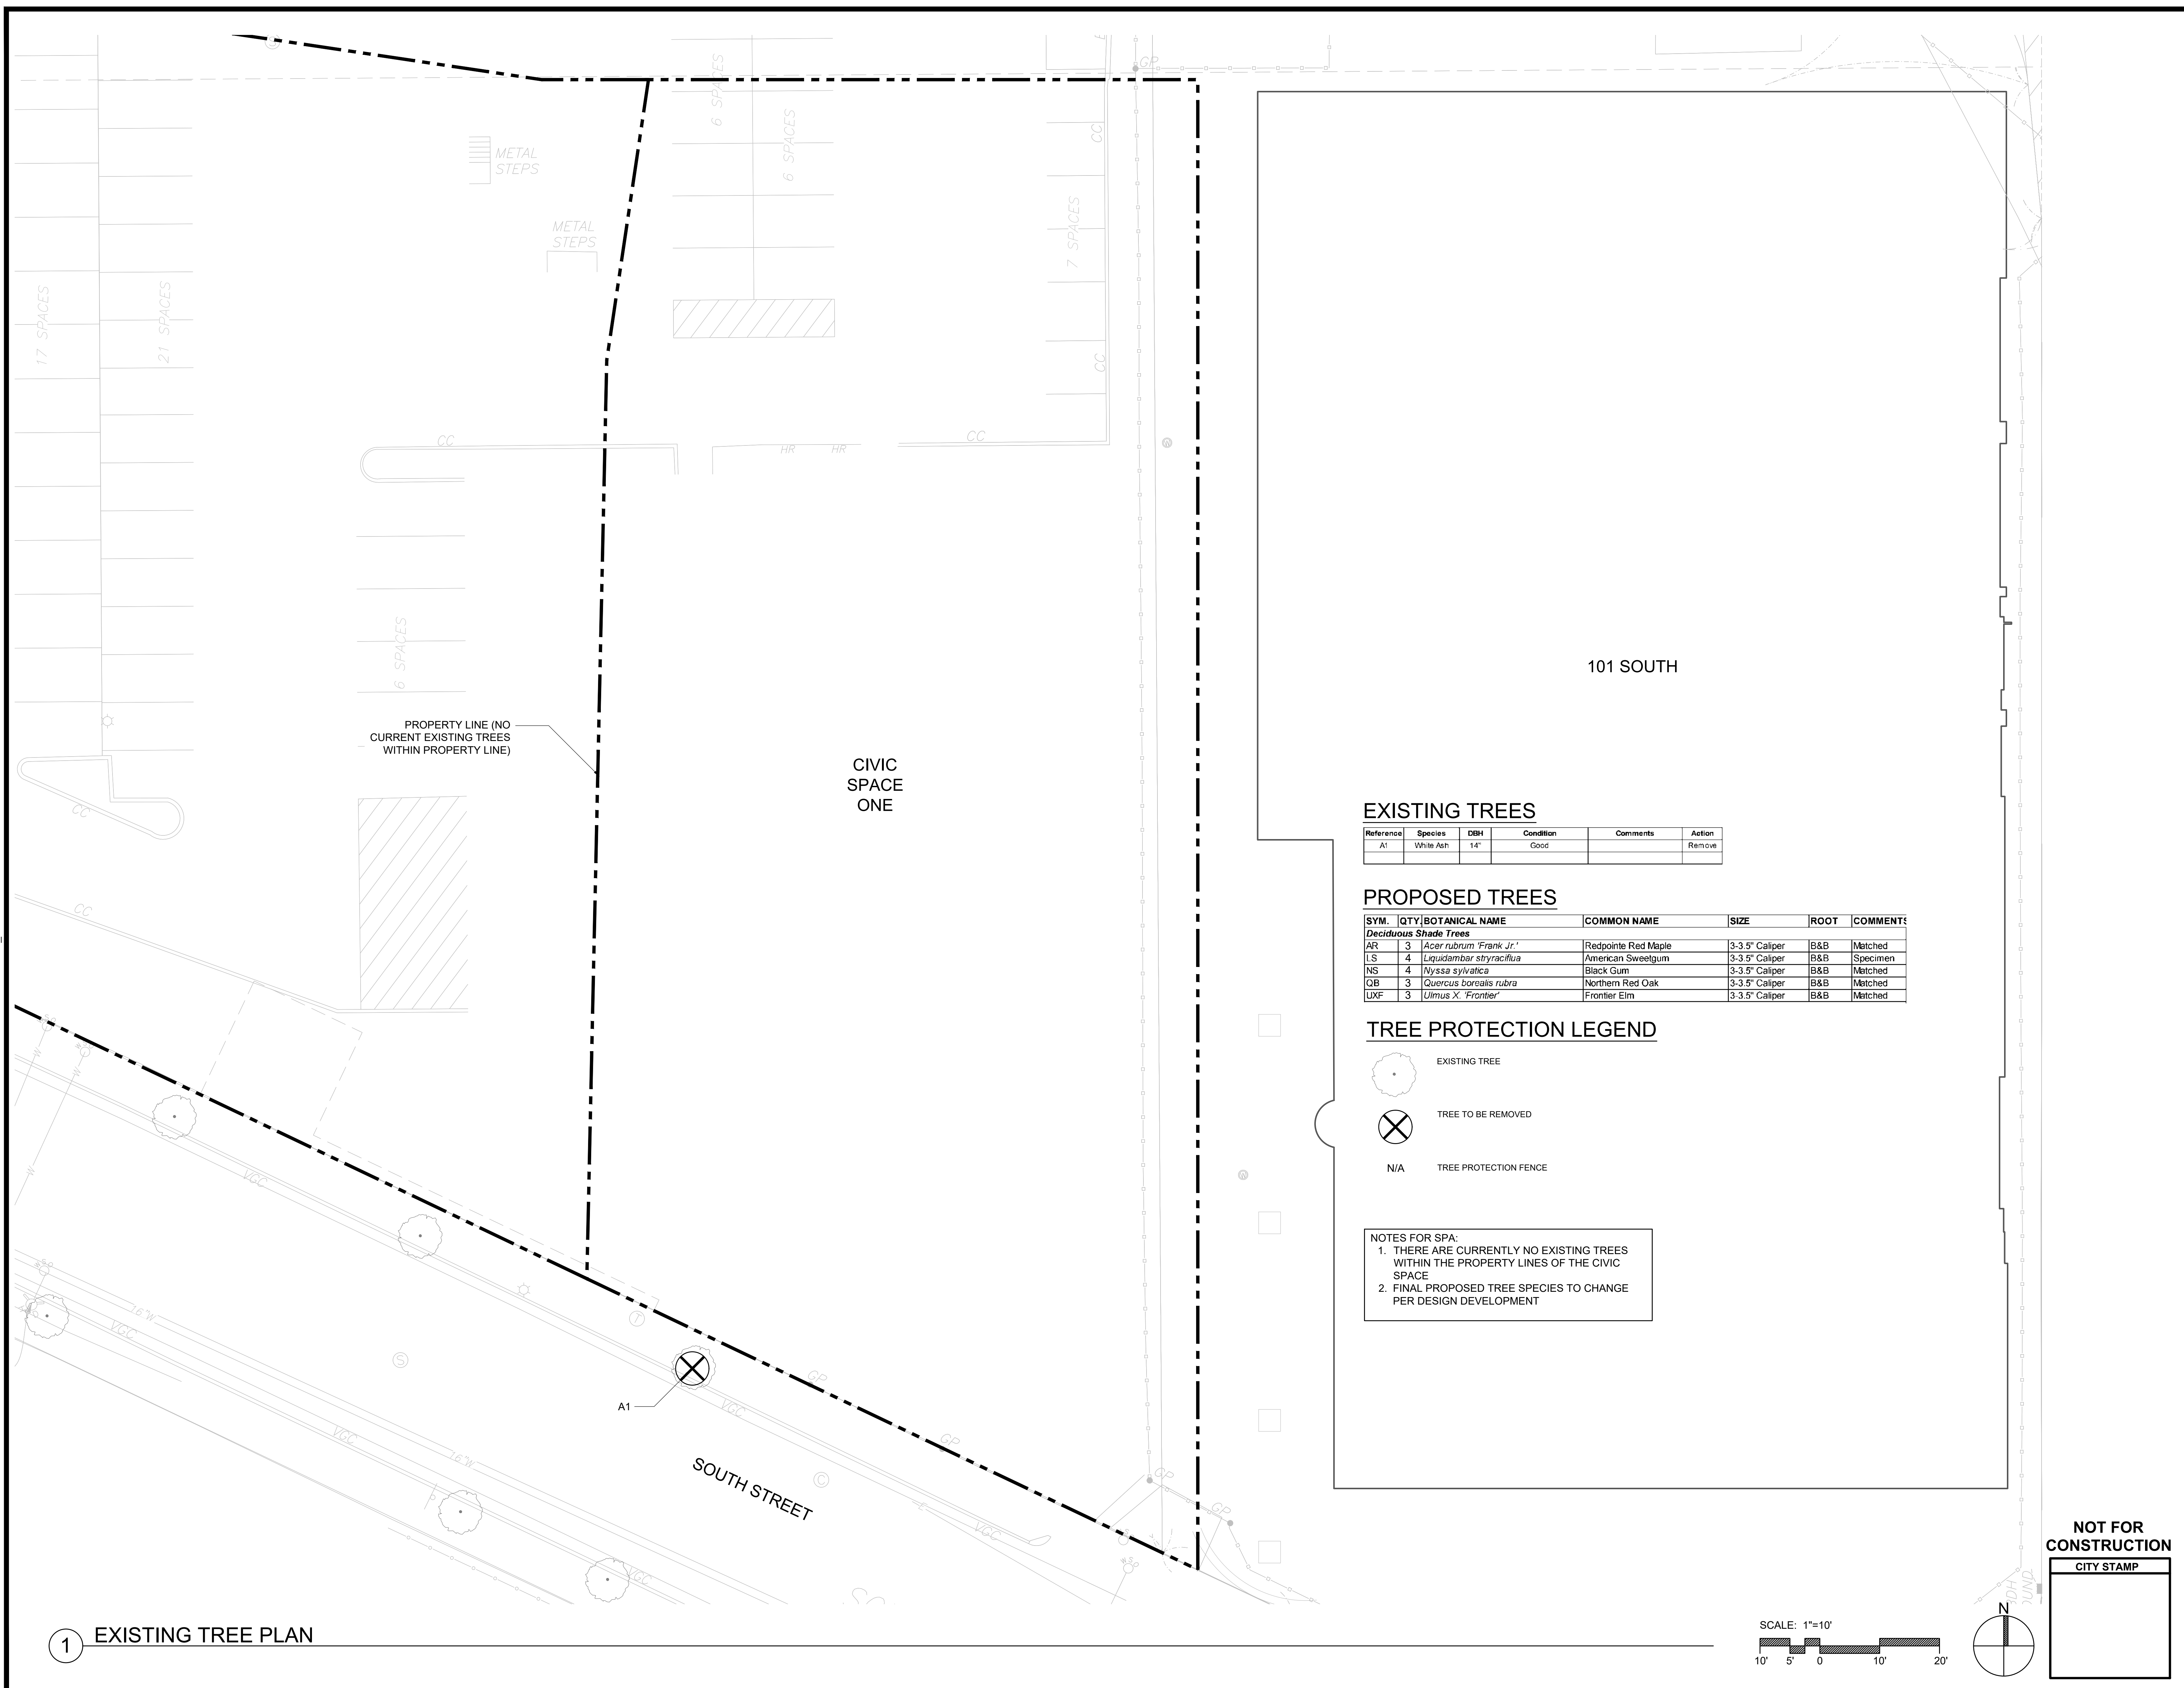 S
6 SPACES
6 SPACES
GP
CC
METAL
STEPS
METAL
STEPS
7 SPACES
17 SPACES
21 SPACES
CC
CC
CC
HR
HR
6 SPACES
101 SOUTH
PROPERTY LINE (NO
CURRENT EXISTING TREES
WITHIN PROPERTY LINE)
CIVIC
SPACE
ONE
CC
CC
EXISTING TREES
Reference Species DBH Condition Comments Action
A1 White Ash 14" Good Remove
PROPOSED TREES
SYM. QTY. BOTANICAL NAME COMMON NAME SIZE ROOT COMMENTS
Deciduous Shade Trees
AR 3 Acer rubrum 'Frank Jr.' Redpointe Red Maple 3-3.5" Caliper B&B Matched
LS 4 Liquidambar stryraciflua American Sweetgum 3-3.5" Caliper B&B Specimen
NS 4 Nyssa sylvatica Black Gum 3-3.5" Caliper B&B Matched
QB 3 Quercus borealis rubra Northern Red Oak 3-3.5" Caliper B&B Matched
UXF 3 Ulmus X. 'Frontier' Frontier Elm 3-3.5" Caliper B&B Matched
TREE PROTECTION LEGEND
EXISTING TREE
TREE TO BE REMOVED
N/A TREE PROTECTION FENCE
NOTES FOR SPA:
1. THERE ARE CURRENTLY NO EXISTING TREES
WITHIN THE PROPERTY LINES OF THE CIVIC
SPACE
2. FINAL PROPOSED TREE SPECIES TO CHANGE
PER DESIGN DEVELOPMENT
W
W
W
VGC
16"W
VGC
T
S
GP
A1
VGC
VGC
16"W
GP
SOUTH STREET
C
GP
GP
VGC
VGC
NOT FOR
CONSTRUCTION
CITY STAMP
1 EXISTING TREE PLAN
SCALE: 1"=10'
10' 5' 0 10' 20'
N